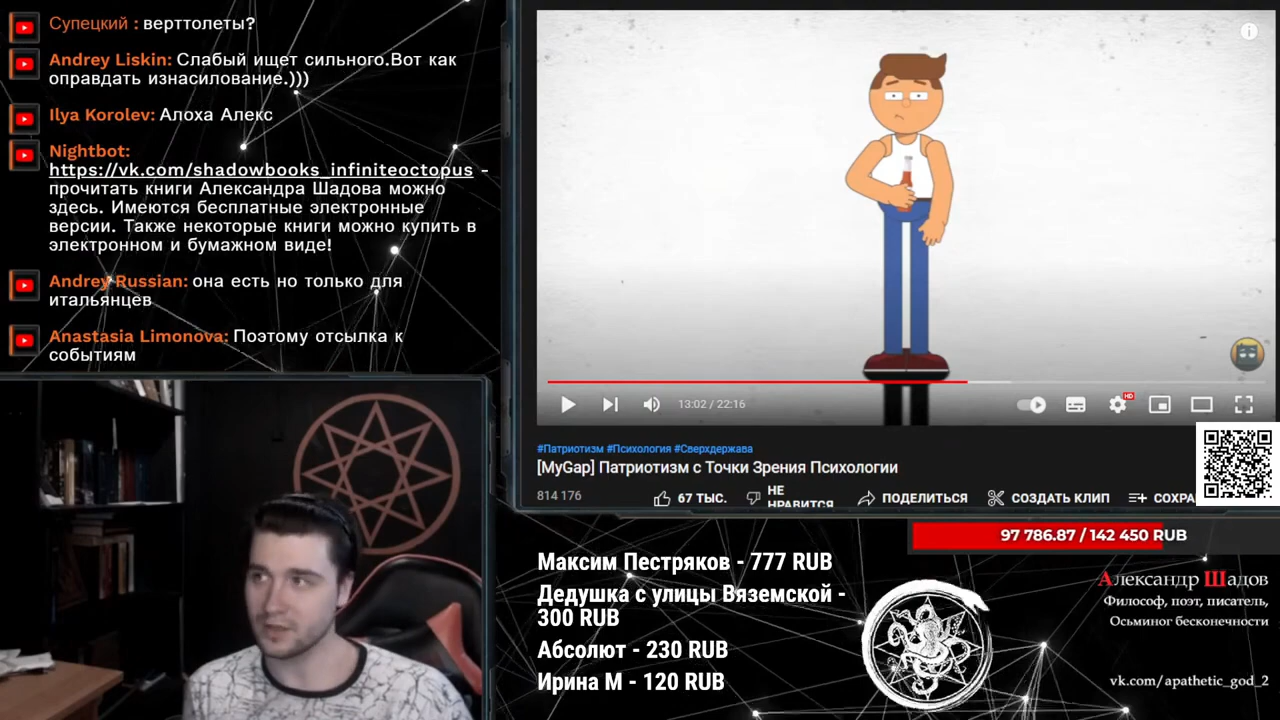 Супецкий : верттолеты?
Andrey Liskin: Слабый ищет сильного.Вот как
оправдать изнасилование.)))
Ilya Korolev: Алоха Алекс
Nightbot:
https://vk.com/shadowbooks_infiniteoctopus -
прочитать книги Александра Шадова можно
здесь. Имеются бесплатные электронные
версии. Также некоторые книги можно купить в
электронном и бумажном виде!
Andrey Russian: она есть но только для
итальянцев
Anastasia Limonova: Поэтому отсылка к
событиям
13:02 / 22:16
HD
#Патриотизм #Психология #Сверхдержава
[MyGap] Патриотизм с Точки Зрения Психологии
814 176
67 ТЫС.
НЕ
НРАВИТСЯ
ПОДЕЛИТЬСЯ
СОЗДАТЬ КЛИП
СОХРА
97 786.87 / 142 450 RUB
Максим Пестряков - 777 RUB
Дедушка с улицы Вяземской -
300 RUB
Абсолют - 230 RUB
Ирина М - 120 RUB
Александр Шадов
Философ, поэт, писатель,
Осьминог бесконечности
vk.com/apathetic_god_2